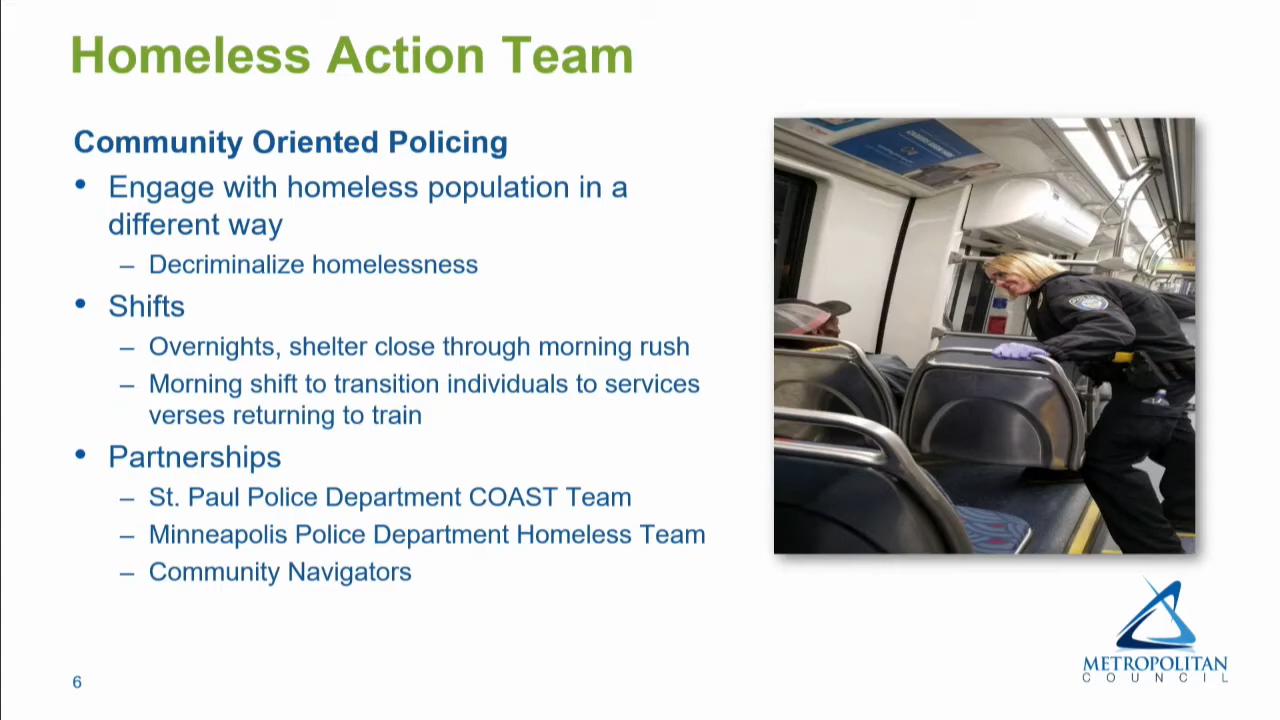 Homeless Action Team
Community Oriented Policing
• Engage with homeless population in a
different way
– Decriminalize homelessness
• Shifts
– Overnights, shelter close through morning rush
– Morning shift to transition individuals to services
verses returning to train
• Partnerships
– St. Paul Police Department COAST Team
– Minneapolis Police Department Homeless Team
– Community Navigators
METROPOLITAN
COUNCIL
6